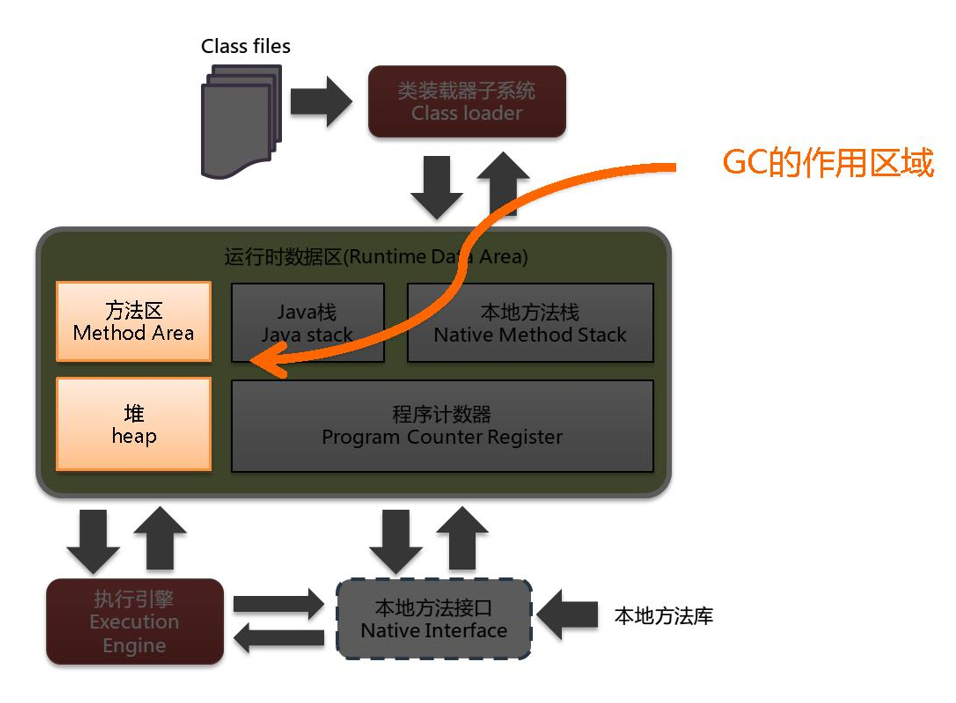 Class files
类装载器子系统
Class loader
GC的作用区域
运行时数据区(Runtime Data Area)
方法区
Method Area
Java栈
Java stack
本地方法栈
Native Method Stack
堆
heap
程序计数器
Program Counter Register
执行引擎
Execution
Engine
本地方法接口
Native Interface
本地方法库